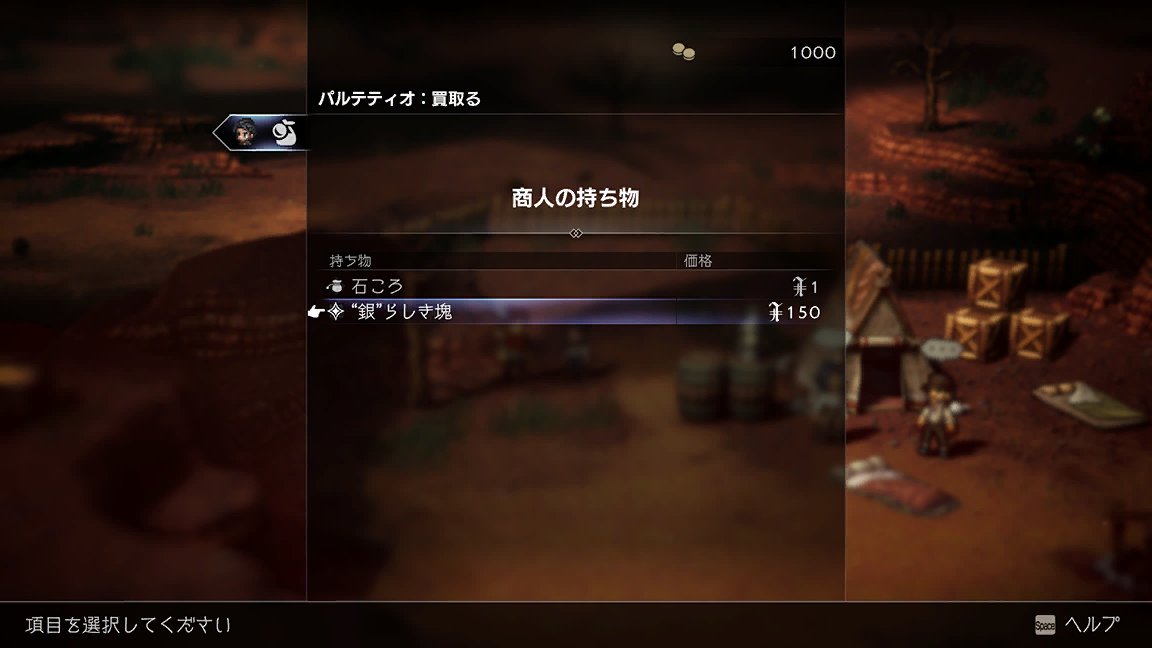 1000
パルテティオ：買取る
商人の持ち物
持ち物 価格
石ころ 1
“銀”らしき塊 150
項目を選択してください
Space ヘルプ